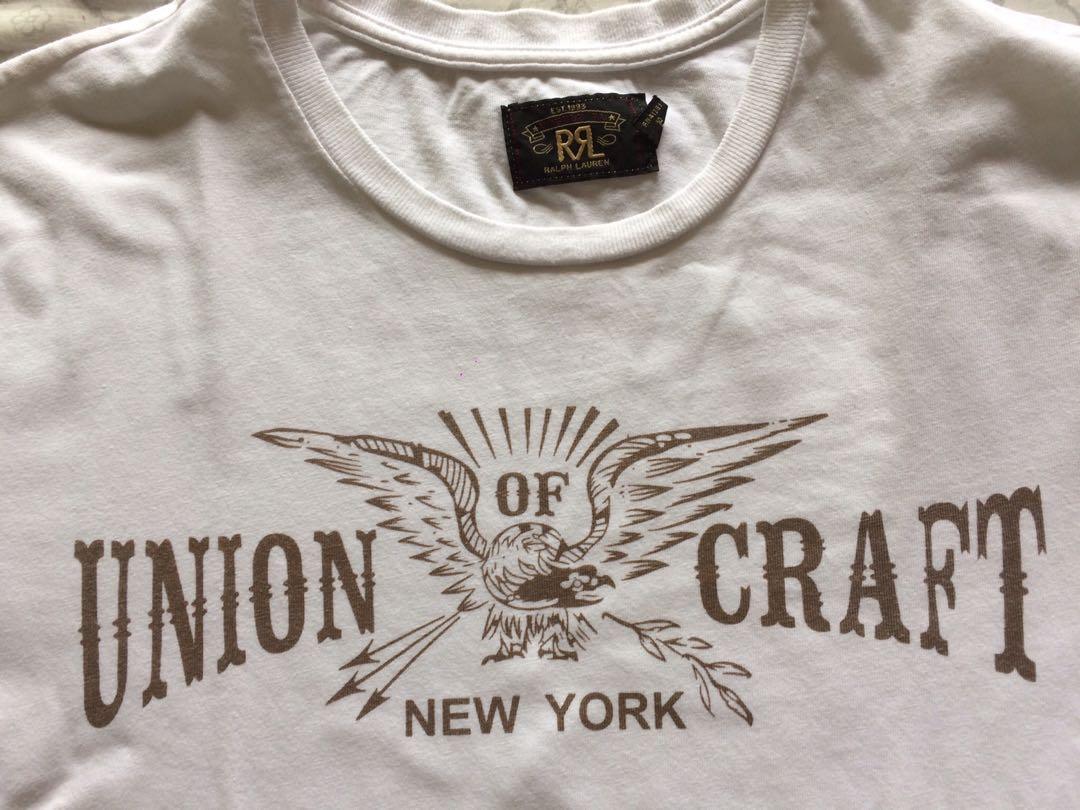 EST. 1993
RRL
RALPH LAUREN
UNION OF CRAFT
NEW YORK